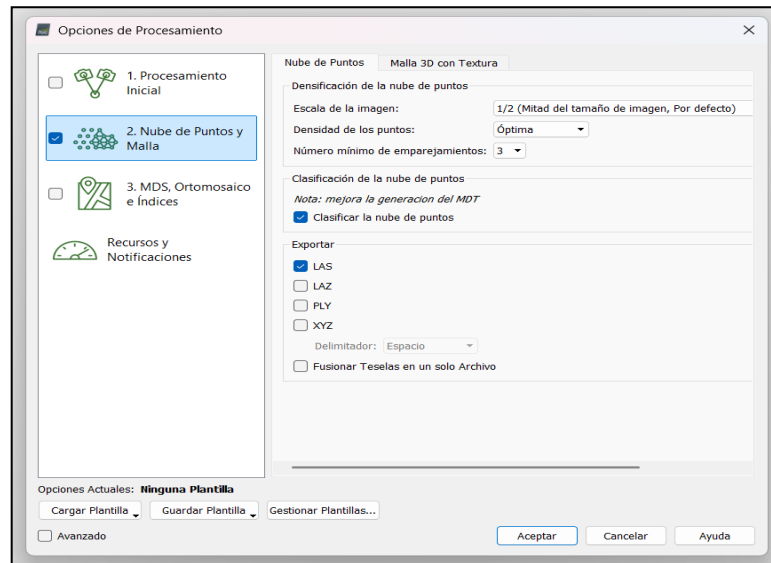 Opciones de Procesamiento
1. Procesamiento
Inicial
2. Nube de Puntos y
Malla
3. MDS, Ortomosaico
e Índices
Recursos y
Notificaciones
Nube de Puntos
Malla 3D con Textura
Densificación de la nube de puntos
Escala de la imagen: 1/2 (Mitad del tamaño de imagen, Por defecto)
Densidad de los puntos: Óptima
Número mínimo de emparejamientos: 3
Clasificación de la nube de puntos
Nota: mejora la generacion del MDT
Clasificar la nube de puntos
Exportar
LAS
LAZ
PLY
XYZ
Delimitador: Espacio
Fusionar Teselas en un solo Archivo
Opciones Actuales: Ninguna Plantilla
Cargar Plantilla Guardar Plantilla Gestionar Plantillas...
Avanzado
Aceptar Cancelar Ayuda